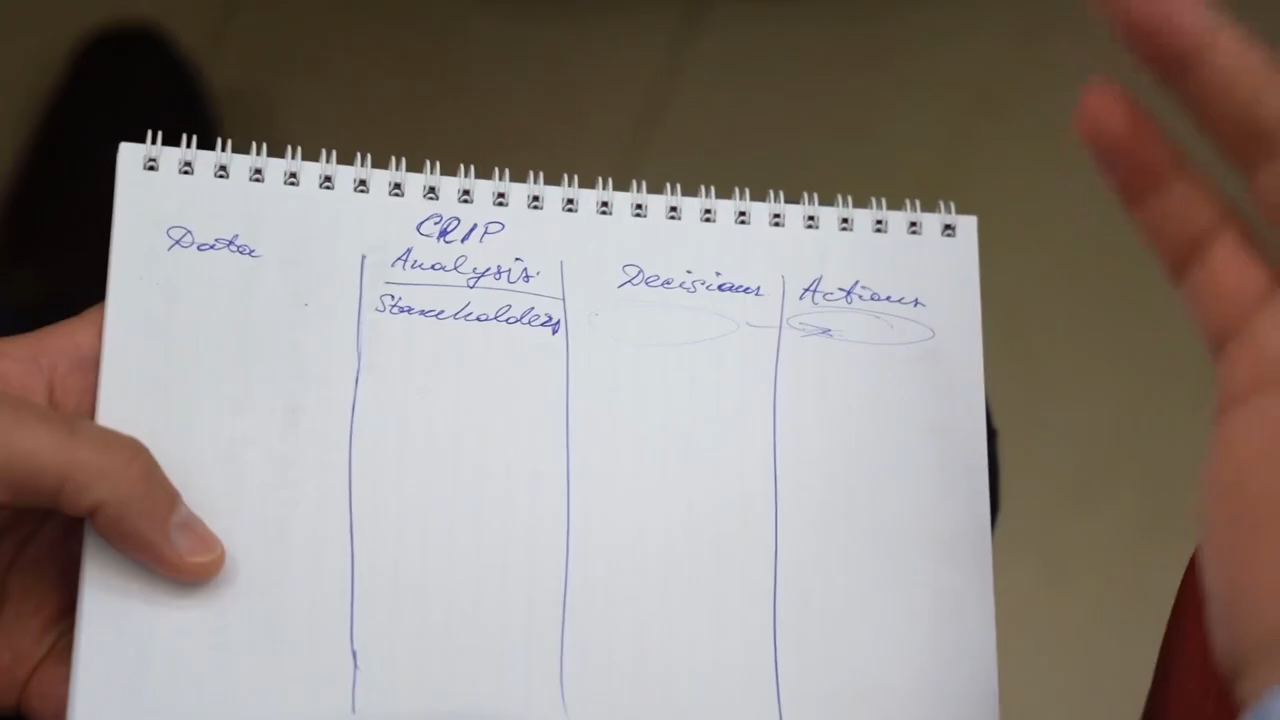 Data
CRIP
Analysis
Stakeholders
Decisions
Actions